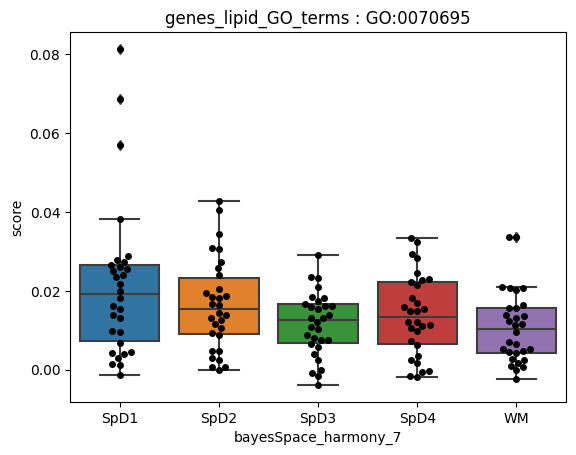 genes_lipid_GO_terms : GO:0070695
0.08
0.06
0.04
0.02
0.00
score
SpD1 SpD2 SpD3 SpD4 WM
bayesSpace_harmony_7